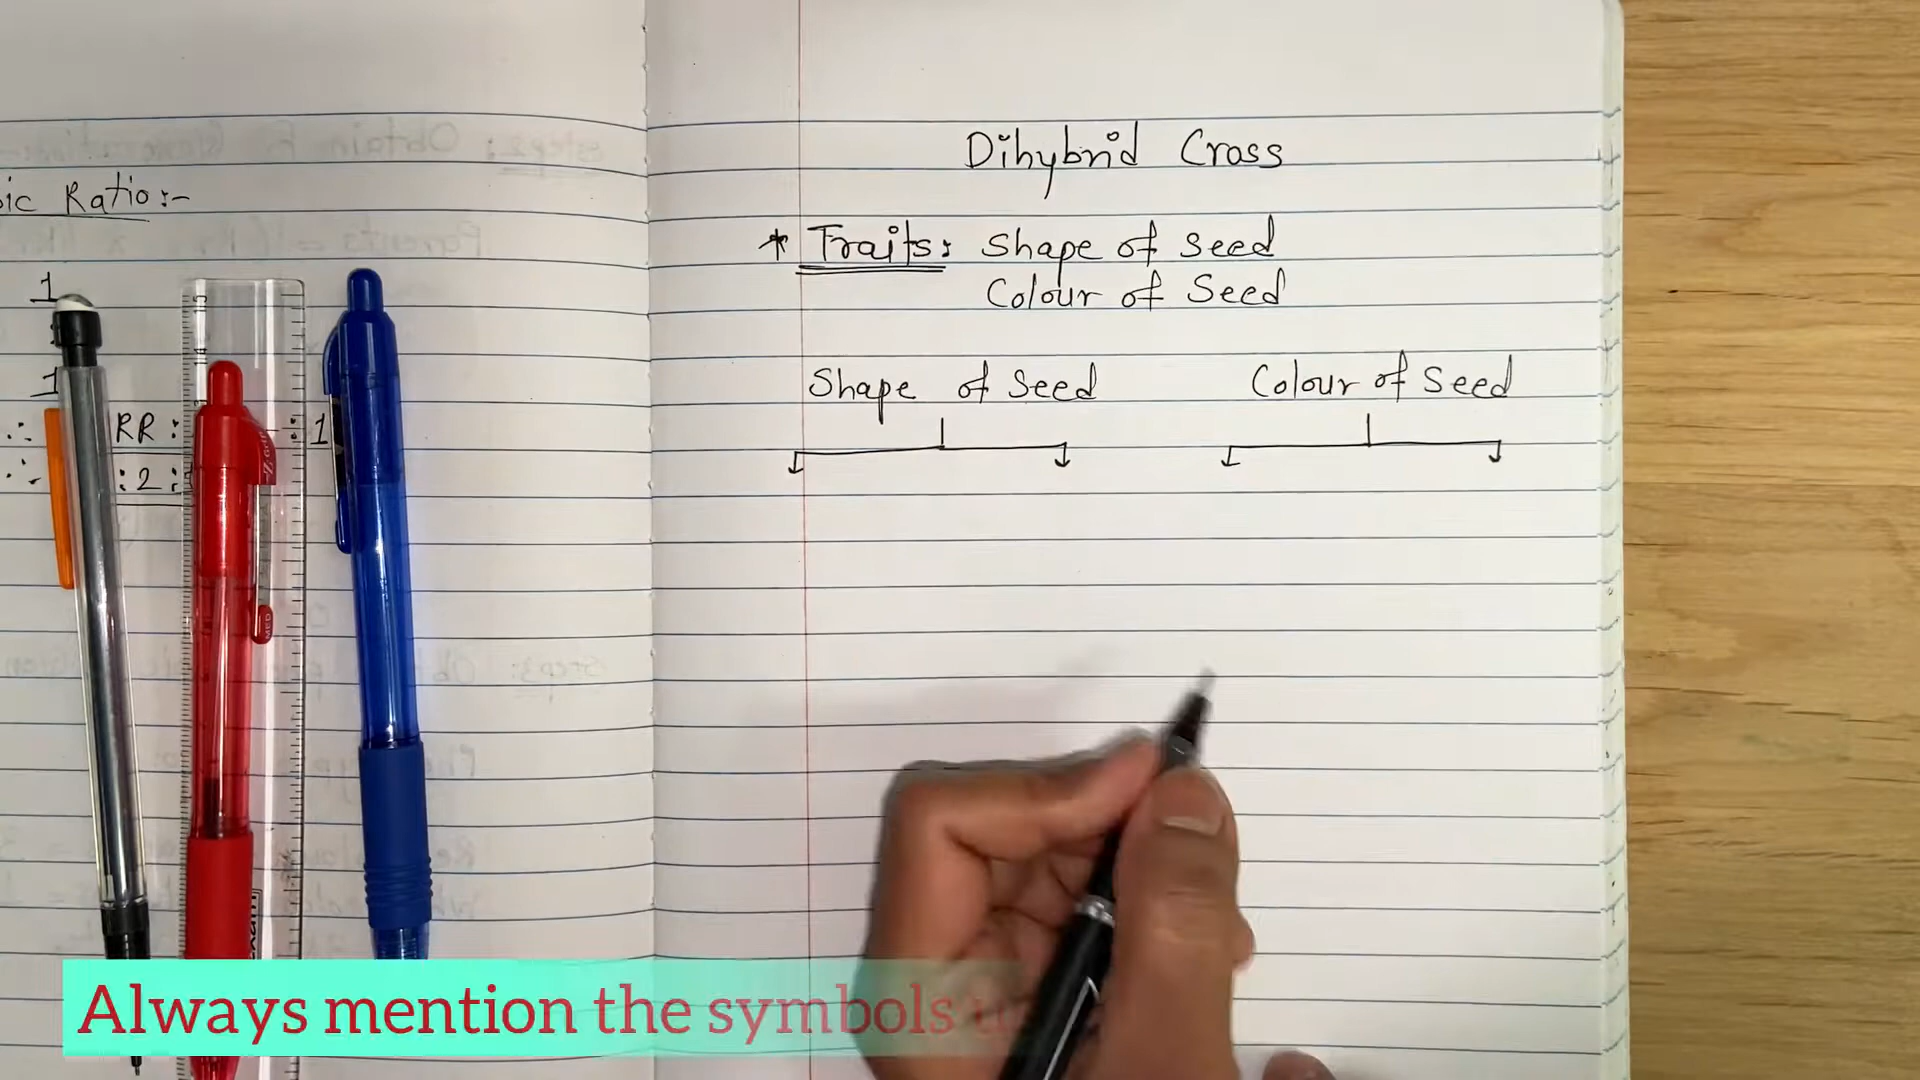 ic Ratio:-
1
1
∴ RR : : 1
∴ :2:
Dihybrid Cross
* Traits: Shape of Seed
Colour of Seed
Shape of Seed Colour of Seed
Always mention the symbols u